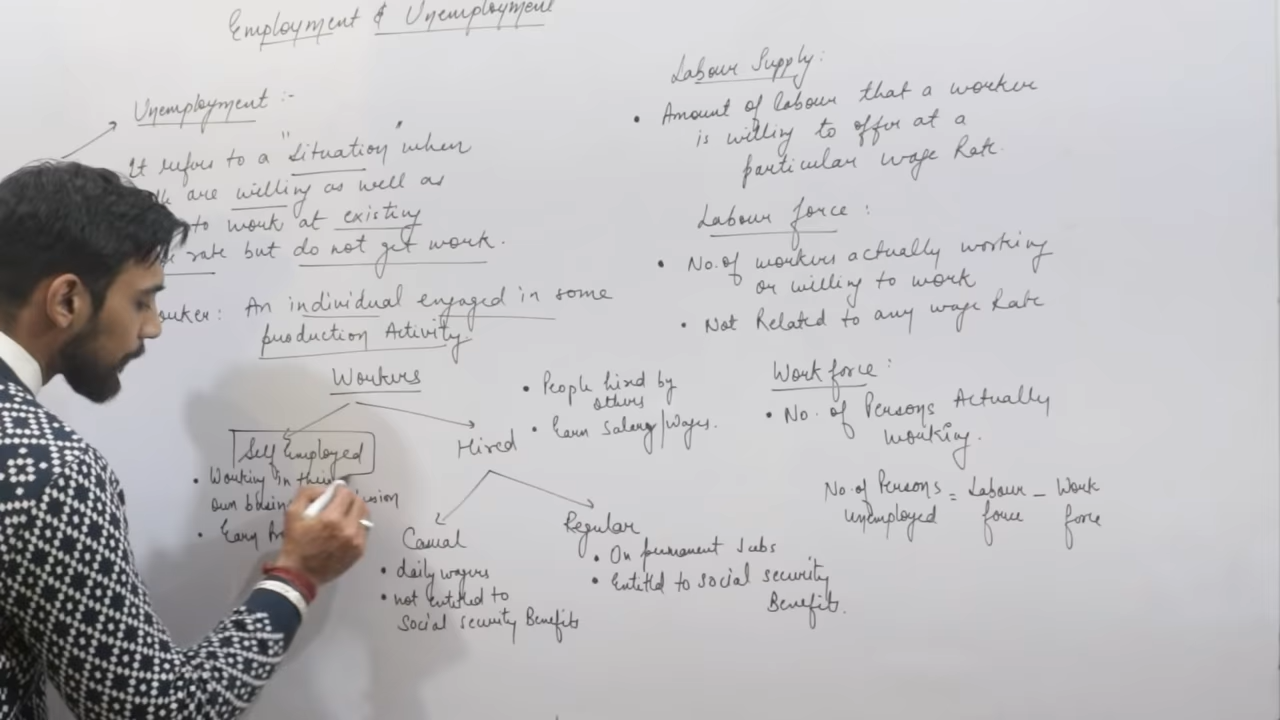 Employment & Unemployment
Unemployment :-
It refers to a "Situation" when
are willing as well as
to work at existing
rate but do not get work.
An individual engaged in some
production Activity
Workers
Self Employed
• Working in their
own
• Earn
Hired
• People hired by
others
• Earn Salary/Wages.
Casual
• daily wagers
• not Entitled to
social security Benefits
Regular
• On permanent Jobs
• Entitled to social security
Benefits.
Labour Supply:
• Amount of labour that a worker
is willing to offer at a
particular wage Rate.
Labour force :
• No. of workers actually working
or willing to work
• Not Related to any wage Rate
Work force :
• No. of Persons Actually
working.
No. of Persons = Labour - Work
unemployed force force